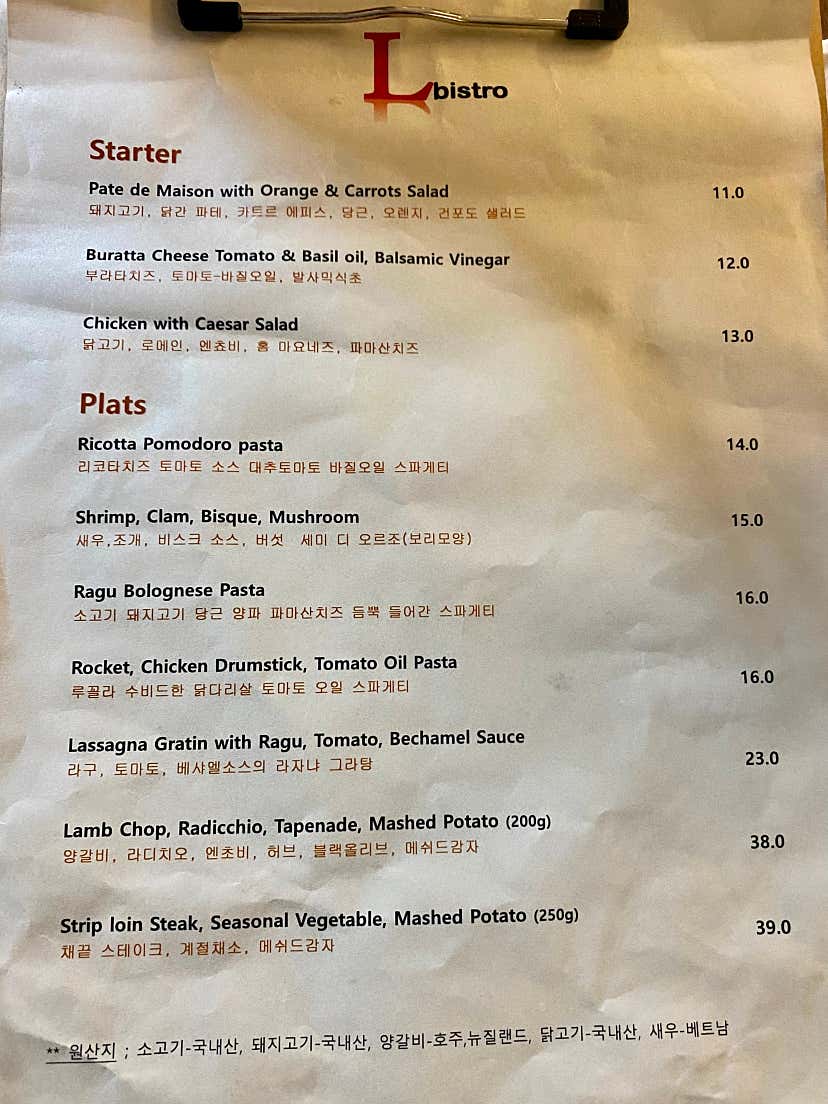 L bistro
Starter
Pate de Maison with Orange & Carrots Salad 11.0
돼지고기, 닭간 파테, 카트르 에피스, 당근, 오렌지, 건포도 샐러드
Buratta Cheese Tomato & Basil oil, Balsamic Vinegar 12.0
부라타치즈, 토마토-바질오일, 발사믹식초
Chicken with Caesar Salad 13.0
닭고기, 로메인, 엔쵸비, 홈 마요네즈, 파마산치즈
Plats
Ricotta Pomodoro pasta 14.0
리코타치즈 토마토 소스 대추토마토 바질오일 스파게티
Shrimp, Clam, Bisque, Mushroom 15.0
새우,조개, 비스크 소스, 버섯 세미 디 오르조(보리모양)
Ragu Bolognese Pasta 16.0
소고기 돼지고기 당근 양파 파마산치즈 듬뿍 들어간 스파게티
Rocket, Chicken Drumstick, Tomato Oil Pasta 16.0
루꼴라 수비드한 닭다리살 토마토 오일 스파게티
Lassagna Gratin with Ragu, Tomato, Bechamel Sauce 23.0
라구, 토마토, 베샤멜소스의 라자냐 그라탕
Lamb Chop, Radicchio, Tapenade, Mashed Potato (200g) 38.0
양갈비, 라디치오, 엔초비, 허브, 블랙올리브, 메쉬드감자
Strip loin Steak, Seasonal Vegetable, Mashed Potato (250g) 39.0
채끝 스테이크, 계절채소, 메쉬드감자
** 원산지 ; 소고기-국내산, 돼지고기-국내산, 양갈비-호주,뉴질랜드, 닭고기-국내산, 새우-베트남